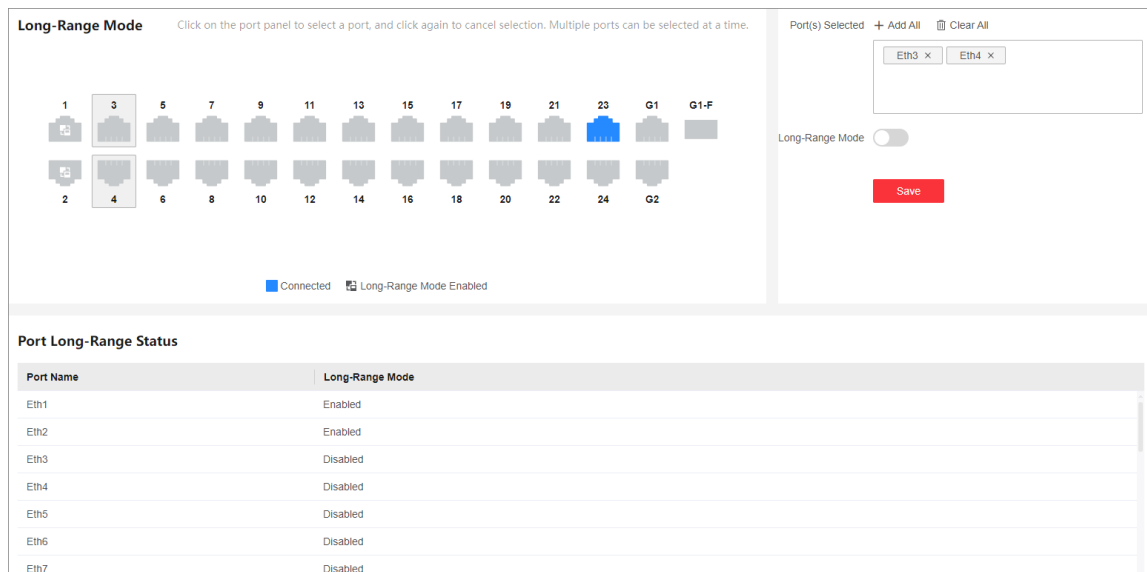 Long-Range Mode Click on the port panel to select a port, and click again to cancel selection. Multiple ports can be selected at a time.
1 3 5 7 9 11 13 15 17 19 21 23 G1 G1-F
2 4 6 8 10 12 14 16 18 20 22 24 G2
Connected Long-Range Mode Enabled
Port(s) Selected + Add All Clear All
Eth3 × Eth4 ×
Long-Range Mode
Save
Port Long-Range Status
Port Name Long-Range Mode
Eth1 Enabled
Eth2 Enabled
Eth3 Disabled
Eth4 Disabled
Eth5 Disabled
Eth6 Disabled
Eth7 Disabled